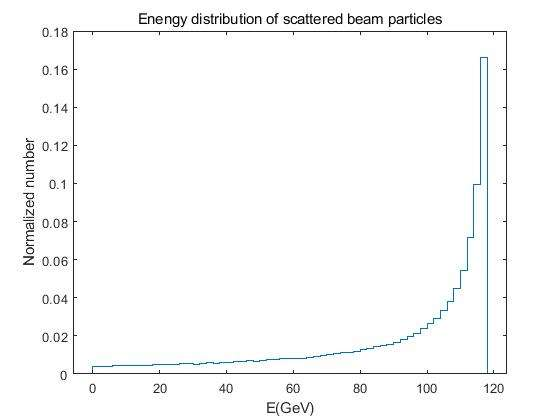 Enengy distribution of scattered beam particles
0.18
0.16
0.14
0.12
0.1
0.08
0.06
0.04
0.02
0
Normalized number
0 20 40 60 80 100 120
E(GeV)